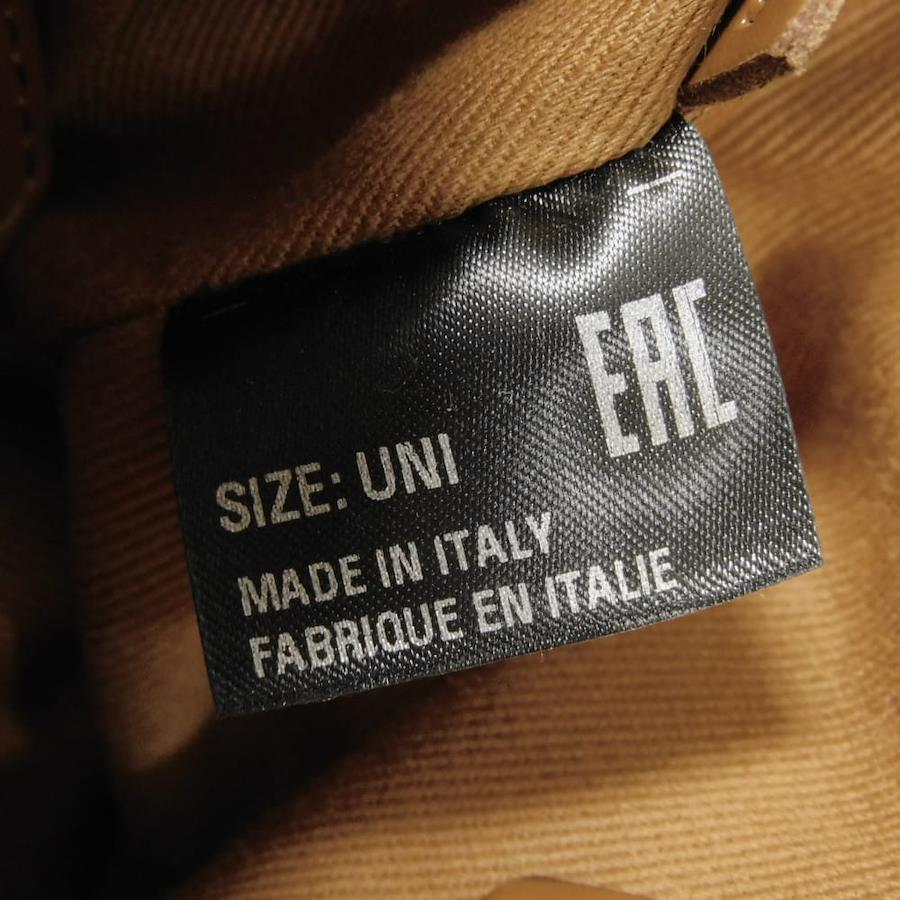 EAC
SIZE: UNI
MADE IN ITALY
FABRIQUE EN ITALIE